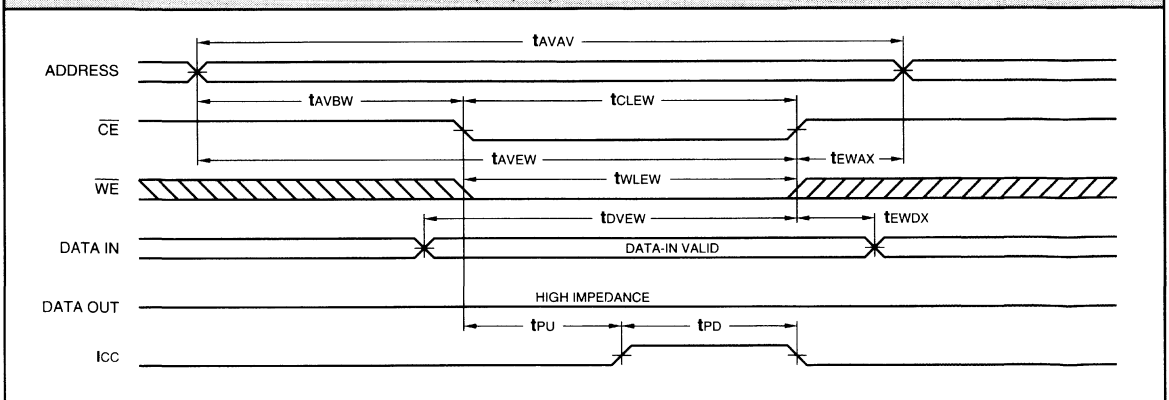 tAVAV
ADDRESS
tAVBW
tCLEW
CE
tAVEW
tEWAX
WE
tWLEW
tDVEW
tEWDX
DATA IN
DATA-IN VALID
HIGH IMPEDANCE
DATA OUT
tPU
tPD
ICC